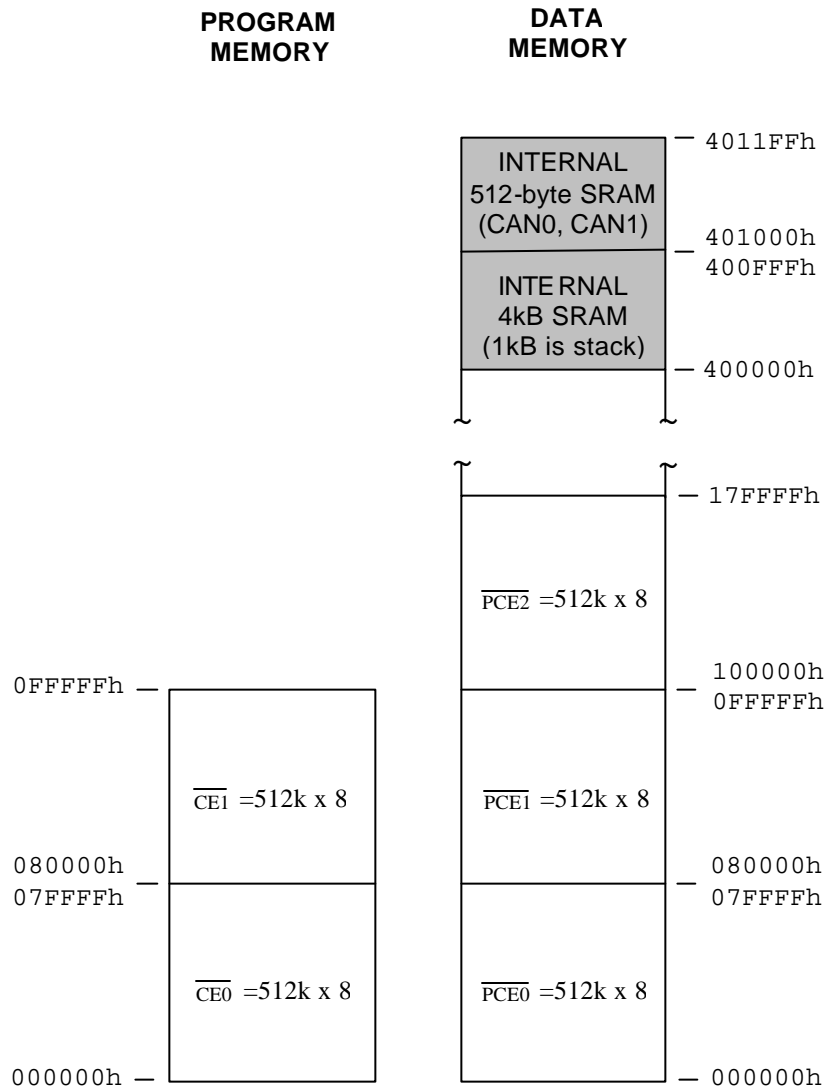 PROGRAM
MEMORY
DATA
MEMORY
4011FFh
INTERNAL
512-byte SRAM
(CAN0, CAN1)
401000h
400FFFh
INTERNAL
4kB SRAM
(1kB is stack)
400000h
~ ~
~ ~
17FFFFh
PCE2 =512k x 8
100000h
0FFFFFh
0FFFFFh
CE1 =512k x 8
PCE1 =512k x 8
080000h
07FFFFh
080000h
07FFFFh
CE0 =512k x 8
PCE0 =512k x 8
000000h
000000h